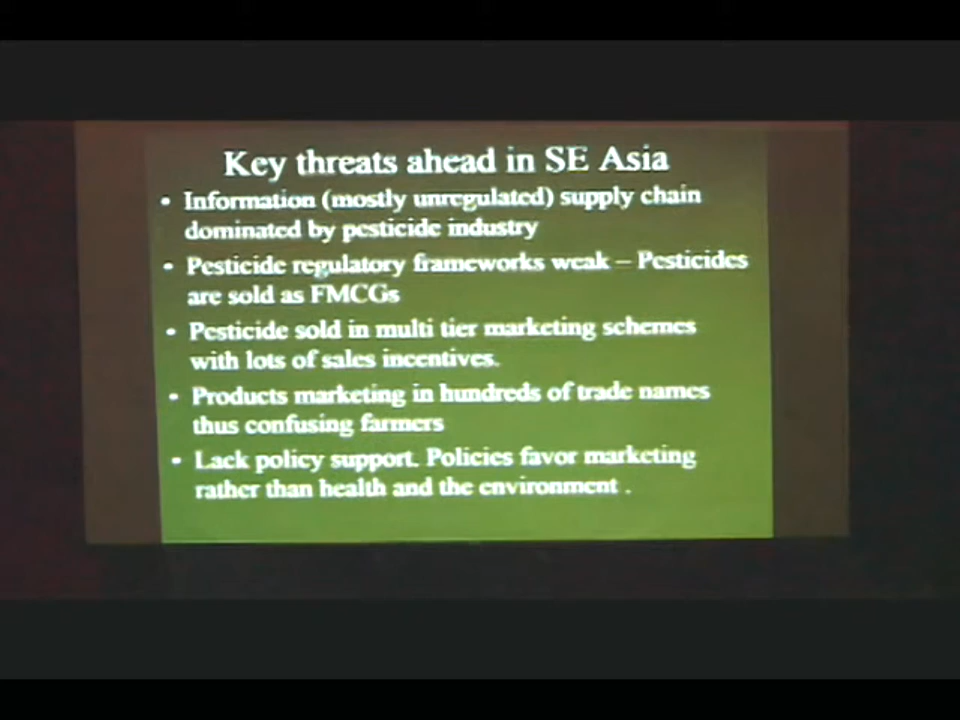 Key threats ahead in SE Asia
• Information (mostly unregulated) supply chain
dominated by pesticide industry
• Pesticide regulatory frameworks weak – Pesticides
are sold as FMCGs
• Pesticide sold in multi tier marketing schemes
with lots of sales incentives.
• Products marketing in hundreds of trade names
thus confusing farmers
• Lack policy support. Policies favor marketing
rather than health and the environment .